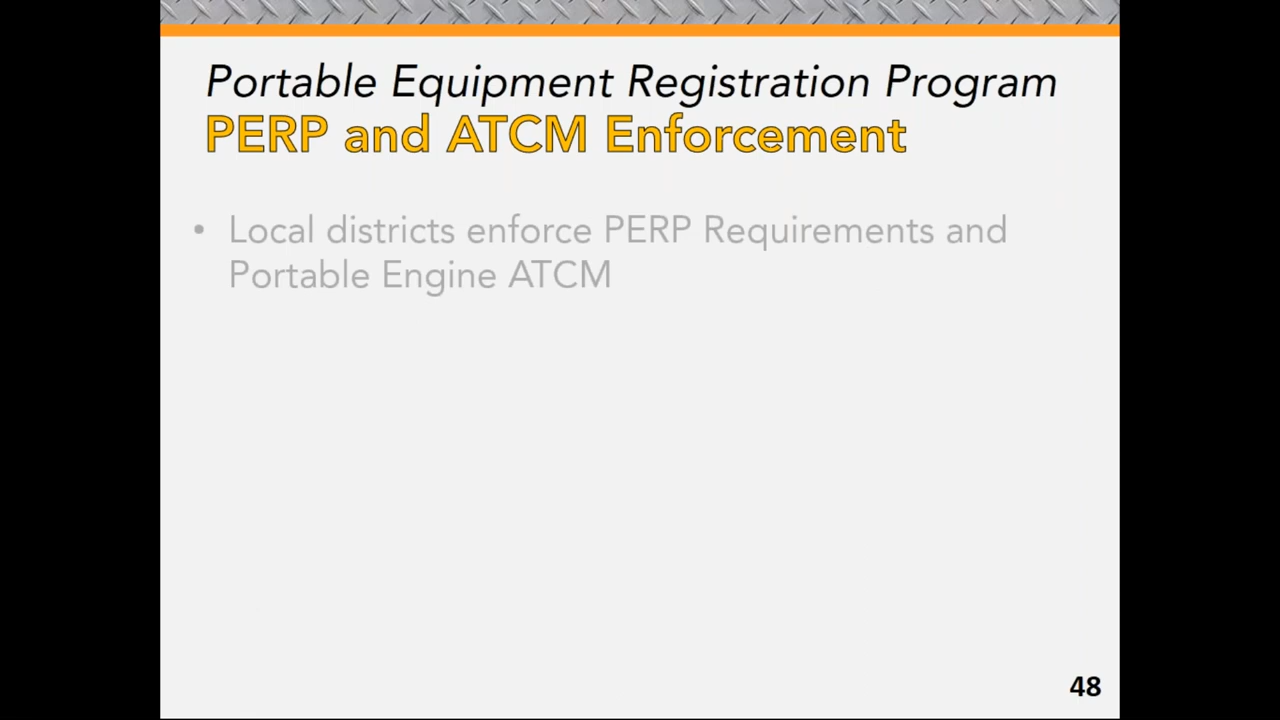 Portable Equipment Registration Program
PERP and ATCM Enforcement
• Local districts enforce PERP Requirements and
Portable Engine ATCM
48